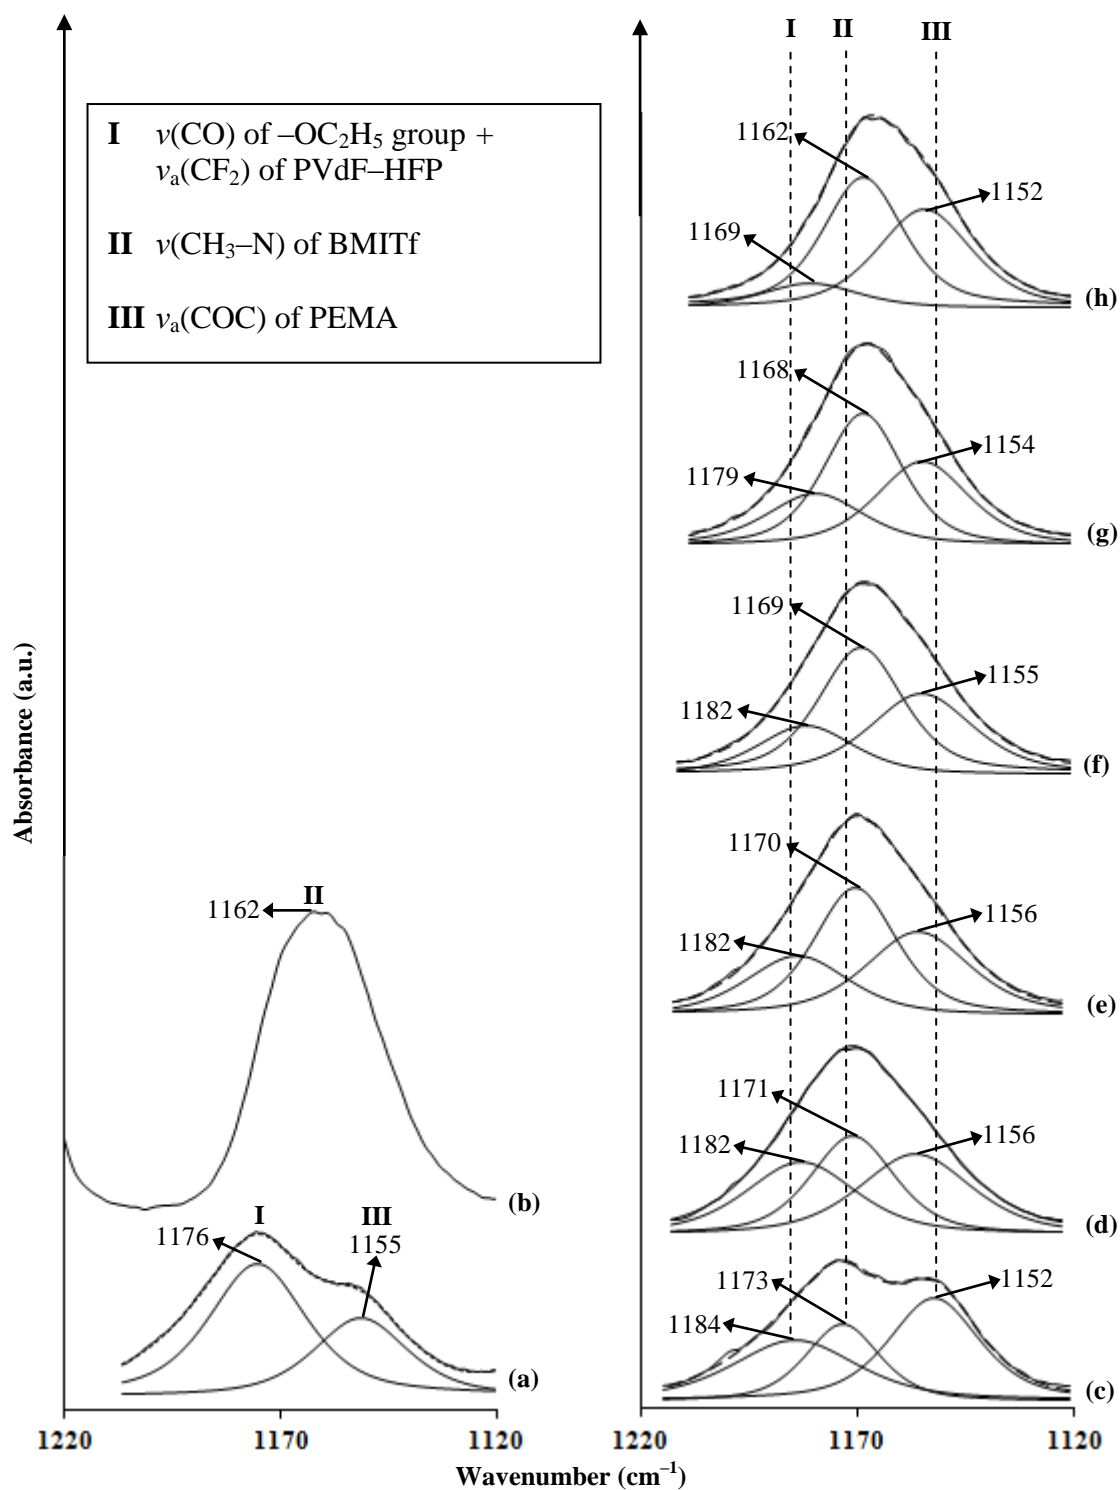 I ν(CO) of –OC₂H₅ group +
νₐ(CF₂) of PVdF–HFP
II ν(CH₃–N) of BMITf
III νₐ(COC) of PEMA
Absorbance (a.u.)
II
1162
(b)
I
III
1176
1155
(a)
1220
1170
1120
I II III
1162
1152
1169
(h)
1168
1154
1179
(g)
1169
1155
1182
(f)
1170
1156
1182
(e)
1171
1156
1182
(d)
1173
1152
1184
(c)
1220
1170
1120
Wavenumber (cm⁻¹)